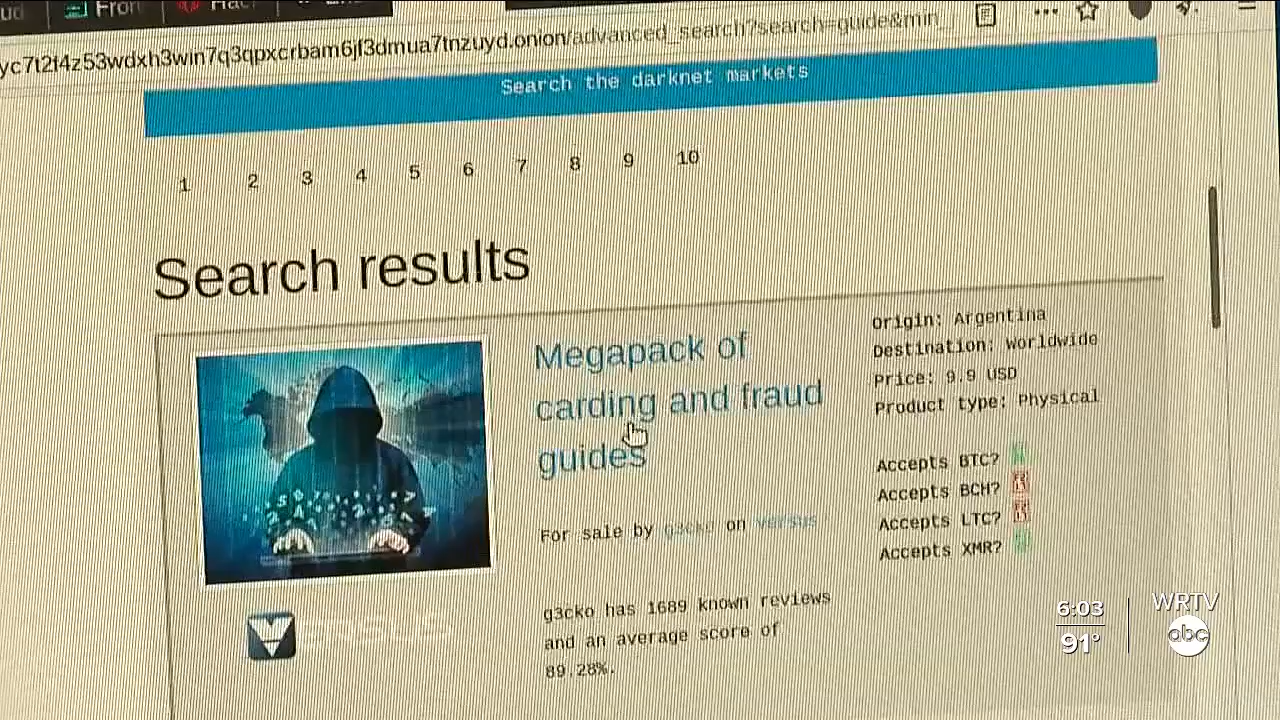 Fron
yc7t2f4z53wdxh3win7q3qpxcrbam6jf3dmua7tnzuyd.onion/advanced_search?search=guide&min
Search the darknet markets
1 2 3 4 5 6 7 8 9 10
Search results
Megapack of
carding and fraud
guides
For sale by g3cko on versus
g3cko has 1689 known reviews
and an average score of
89.28%.
Origin: Argentina
Destination: Worldwide
Price: 9.9 USD
Product type: Physical
Accepts BTC?
Accepts BCH?
Accepts LTC?
Accepts XMR?
6:03
91°
WRTV
abc